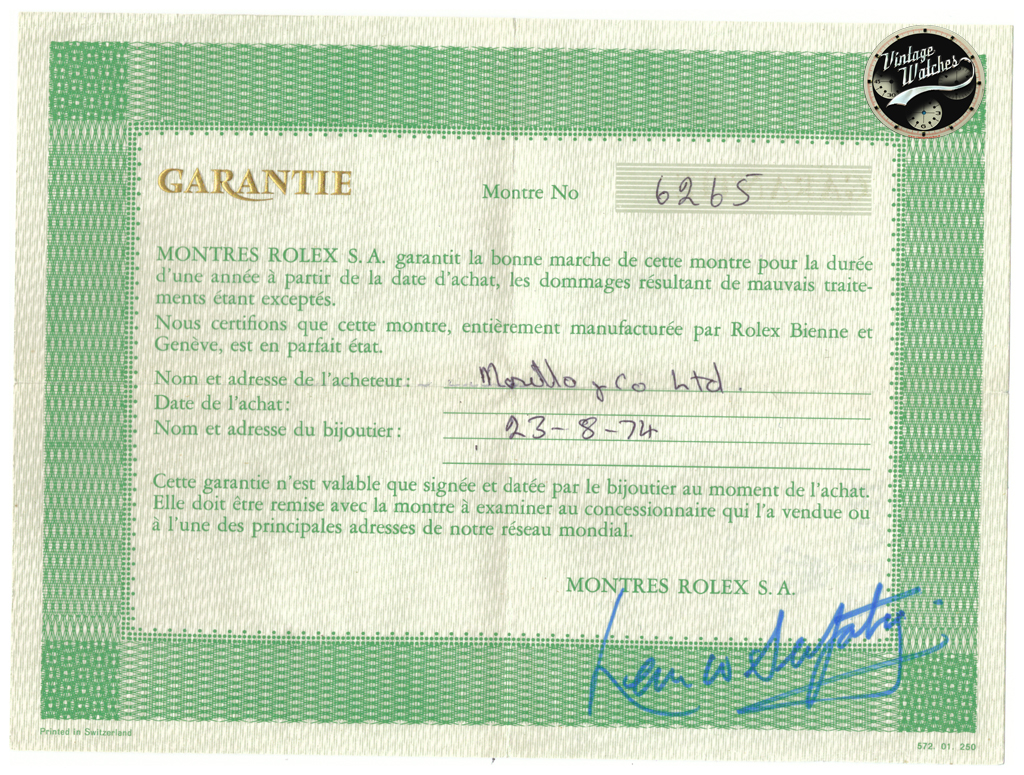 Vintage
Watches
GARANTIE
Montre No 6265
MONTRES ROLEX S. A. garantit la bonne marche de cette montre pour la durée
d'une année à partir de la date d'achat, les dommages résultant de mauvais traite-
ments étant exceptés.
Nous certifions que cette montre, entièrement manufacturée par Rolex Bienne et
Genève, est en parfait état.
Nom et adresse de l'acheteur: & Co Ltd.
Date de l'achat:
Nom et adresse du bijoutier: 23-8-74
Cette garantie n'est valable que signée et datée par le bijoutier au moment de l'achat.
Elle doit être remise avec la montre à examiner au concessionnaire qui l'a vendue ou
à l'une des principales adresses de notre réseau mondial.
MONTRES ROLEX S. A.
Printed in Switzerland
572. 01. 250